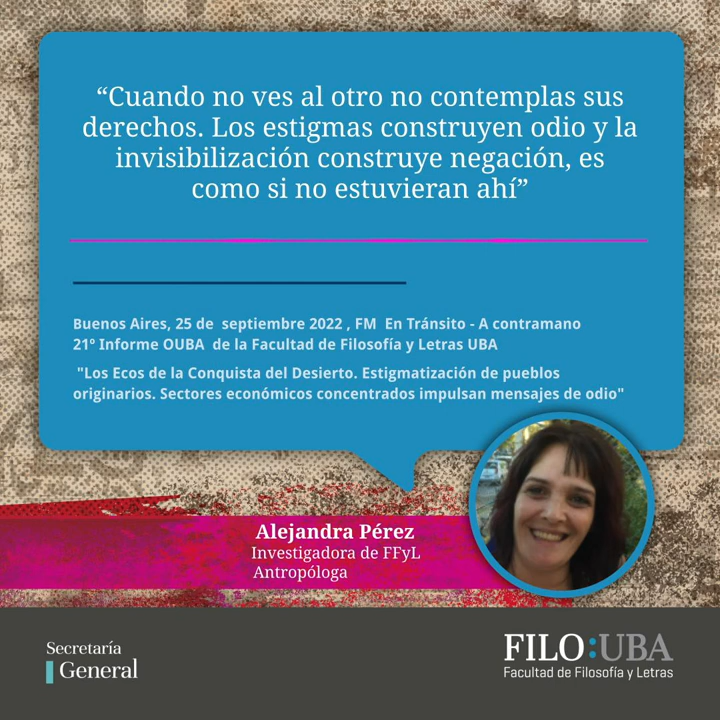 “Cuando no ves al otro no contemplas sus
derechos. Los estigmas construyen odio y la
invisibilización construye negación, es
como si no estuvieran ahí”
Buenos Aires, 25 de septiembre 2022 , FM En Tránsito - A contramano
21º Informe OUBA de la Facultad de Filosofía y Letras UBA
"Los Ecos de la Conquista del Desierto. Estigmatización de pueblos
originarios. Sectores económicos concentrados impulsan mensajes de odio"
Alejandra Pérez
Investigadora de FFyL
Antropóloga
Secretaría
General
FILO:UBA
Facultad de Filosofía y Letras